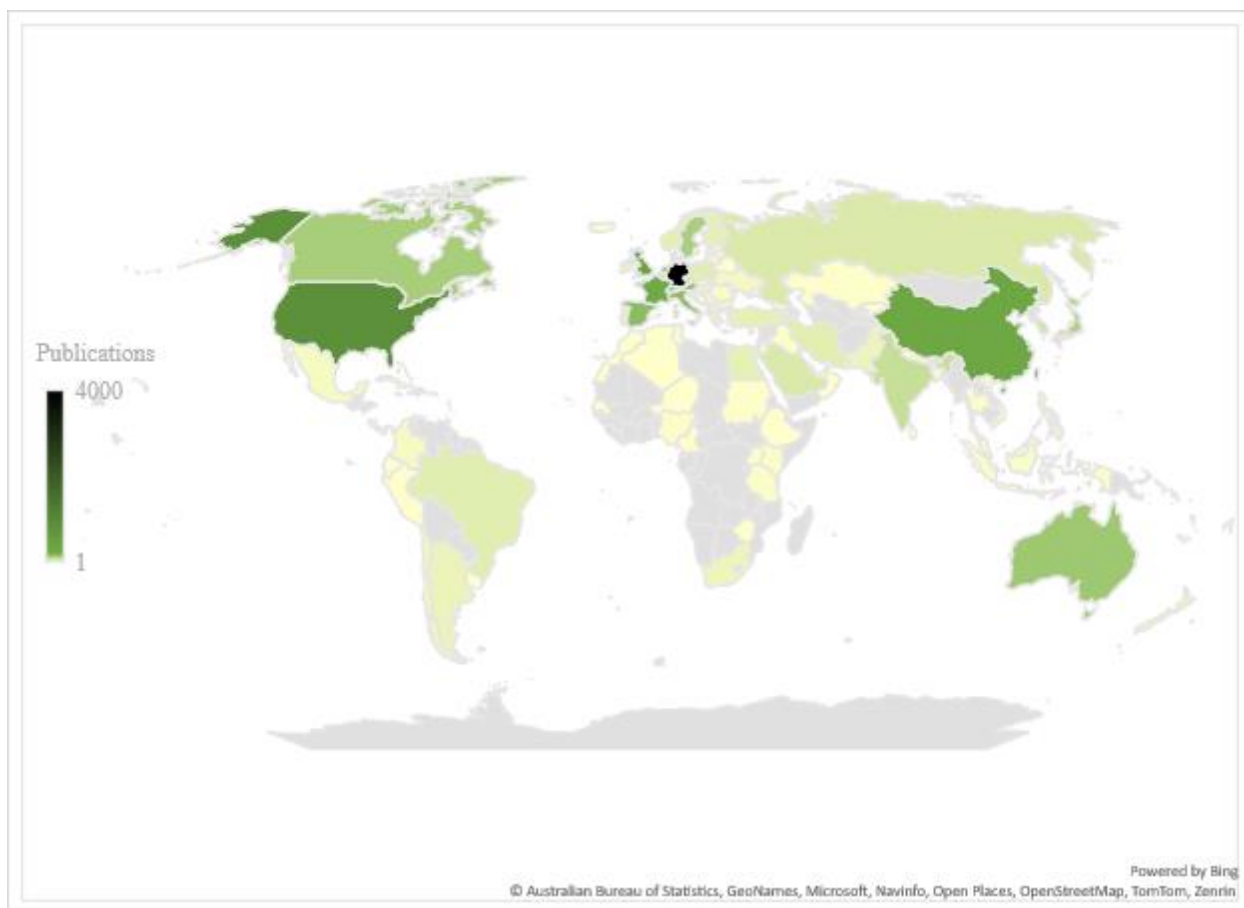 Publications
4000
1
Powered by Bing
© Australian Bureau of Statistics, GeoNames, Microsoft, Navinfo, Open Places, OpenStreetMap, TomTom, Zenrin